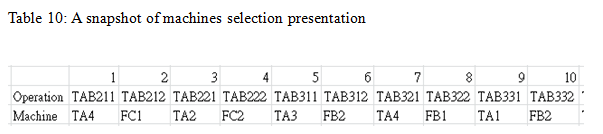 Table 10: A snapshot of machines selection presentation
1 2 3 4 5 6 7 8 9 10
Operation TAB211 TAB212 TAB221 TAB222 TAB311 TAB312 TAB321 TAB322 TAB331 TAB332
Machine TA4 FC1 TA2 FC2 TA3 FB2 TA4 FB1 TA1 FB2